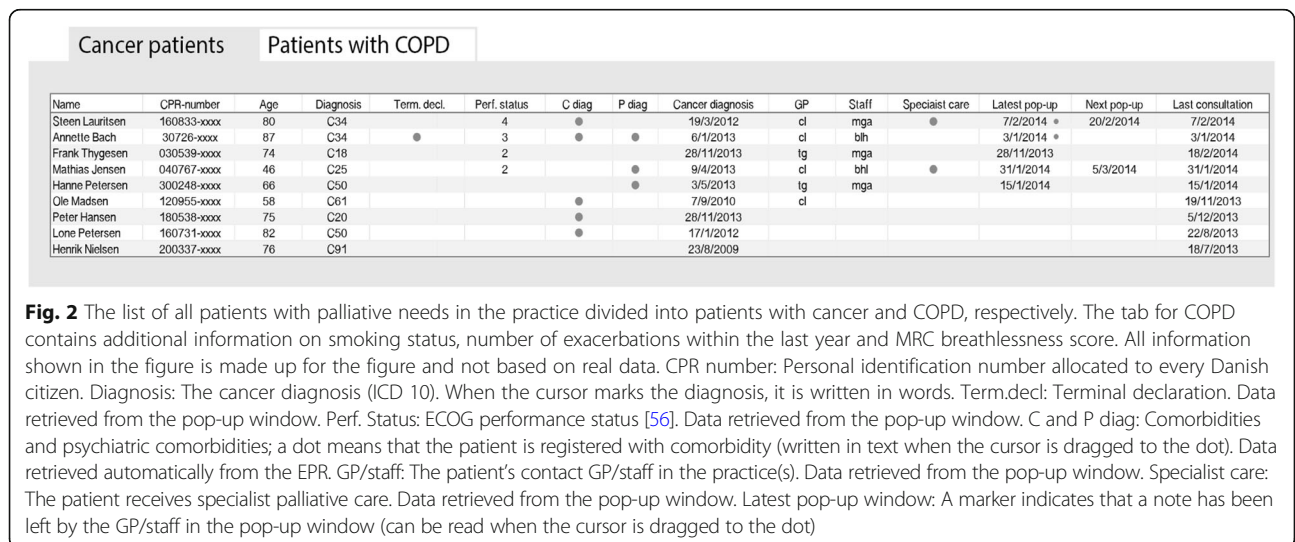 Cancer patients Patients with COPD
Name CPR-number Age Diagnosis Term. decl. Perf. status C diag P diag Cancer diagnosis GP Staff Speciaist care Latest pop-up Next pop-up Last consultation
Steen Lauritsen 160833-xxxx 80 C34 4 19/3/2012 cl mga 7/2/2014 20/2/2014 7/2/2014
Annette Bach 30726-xxxx 87 C34 3 6/1/2013 cl blh 3/1/2014 3/1/2014
Frank Thygesen 030539-xxxx 74 C18 2 28/11/2013 tg mga 28/11/2013 18/2/2014
Mathias Jensen 040767-xxxx 46 C25 2 9/4/2013 cl bhl 31/1/2014 5/3/2014 31/1/2014
Hanne Petersen 300248-xxxx 66 C50 3/5/2013 tg mga 15/1/2014 15/1/2014
Ole Madsen 120955-xxxx 58 C61 7/9/2010 cl 19/11/2013
Peter Hansen 180538-xxxx 75 C20 28/11/2013 5/12/2013
Lone Petersen 160731-xxxx 82 C50 17/1/2012 22/8/2013
Henrik Nielsen 200337-xxxx 76 C91 23/8/2009 18/7/2013
Fig. 2 The list of all patients with palliative needs in the practice divided into patients with cancer and COPD, respectively. The tab for COPD
contains additional information on smoking status, number of exacerbations within the last year and MRC breathlessness score. All information
shown in the figure is made up for the figure and not based on real data. CPR number: Personal identification number allocated to every Danish
citizen. Diagnosis: The cancer diagnosis (ICD 10). When the cursor marks the diagnosis, it is written in words. Term.decl: Terminal declaration. Data
retrieved from the pop-up window. Perf. Status: ECOG performance status [56]. Data retrieved from the pop-up window. C and P diag: Comorbidities
and psychiatric comorbidities; a dot means that the patient is registered with comorbidity (written in text when the cursor is dragged to the dot). Data
retrieved automatically from the EPR. GP/staff: The patient's contact GP/staff in the practice(s). Data retrieved from the pop-up window. Specialist care:
The patient receives specialist palliative care. Data retrieved from the pop-up window. Latest pop-up window: A marker indicates that a note has been
left by the GP/staff in the pop-up window (can be read when the cursor is dragged to the dot)